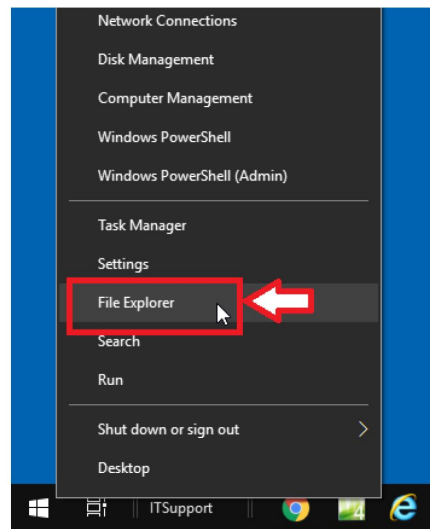 Network Connections
Disk Management
Computer Management
Windows PowerShell
Windows PowerShell (Admin)
Task Manager
Settings
File Explorer
Search
Run
Shut down or sign out
Desktop
ITSupport
4